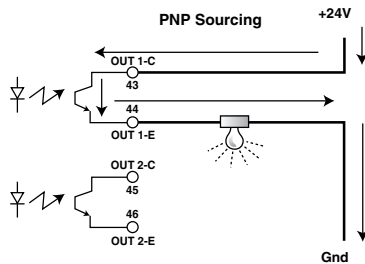 PNP Sourcing
+24V
OUT 1-C
43
44
OUT 1-E
OUT 2-C
45
46
OUT 2-E
Gnd